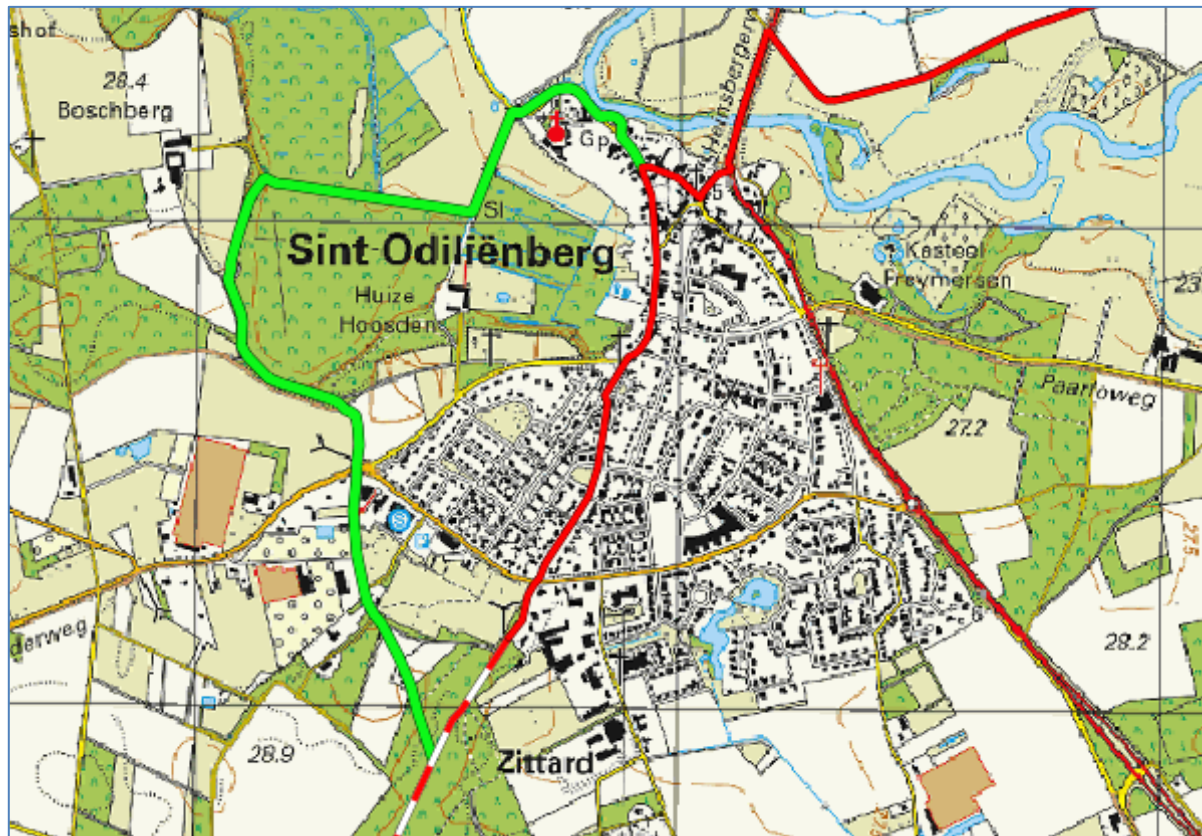 shof
28.4
Boschberg
Gp
Sl
Sint Odiliënberg
Kasteel
Freymersen
Huize
Hoosden
23
Paarloweg
27.2
27.5
derweg
28.2
28.9
Zittard